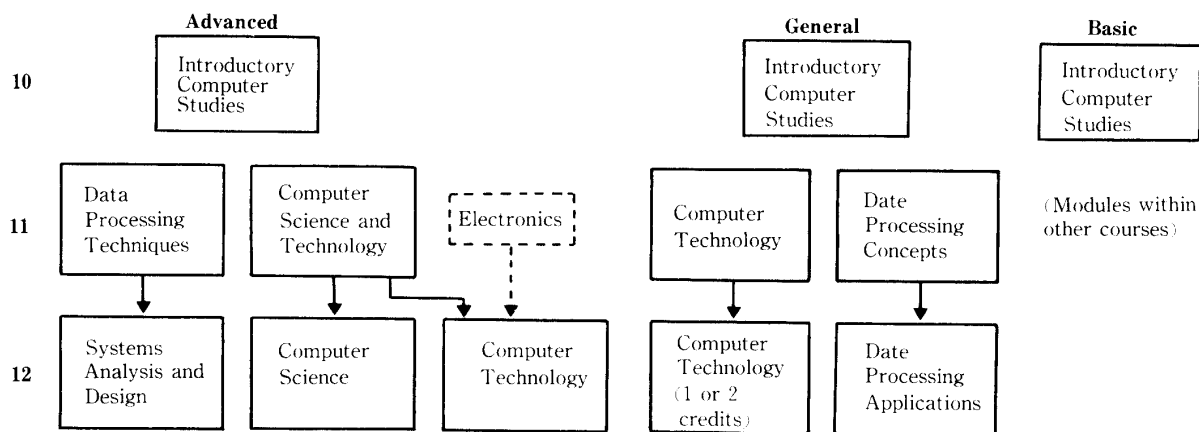 Advanced
General
Basic
10
Introductory
Computer
Studies
Introductory
Computer
Studies
Introductory
Computer
Studies
11
Data
Processing
Techniques
Computer
Science and
Technology
Electronics
Computer
Technology
Date
Processing
Concepts
(Modules within
other courses)
12
Systems
Analysis and
Design
Computer
Science
Computer
Technology
Computer
Technology
(1 or 2
credits)
Date
Processing
Applications